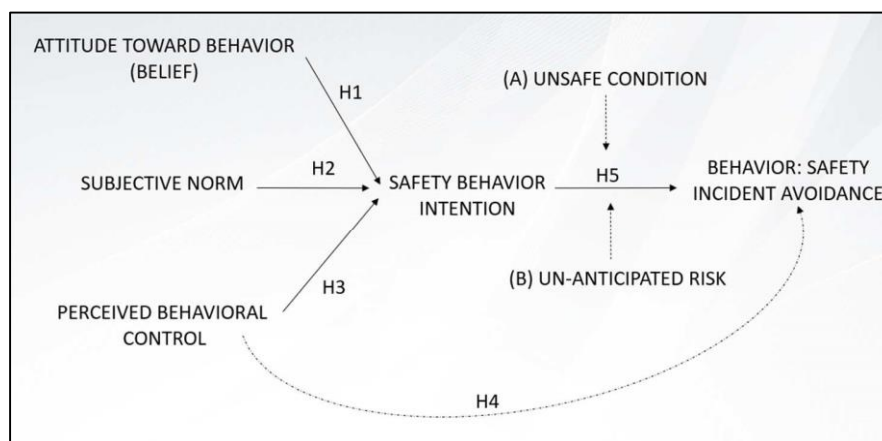 ATTITUDE TOWARD BEHAVIOR
(BELIEF)
H1
(A) UNSAFE CONDITION
H2
SUBJECTIVE NORM
SAFETY BEHAVIOR
INTENTION
H5
BEHAVIOR: SAFETY
INCIDENT AVOIDANCE
H3
(B) UN-ANTICIPATED RISK
PERCEIVED BEHAVIORAL
CONTROL
H4